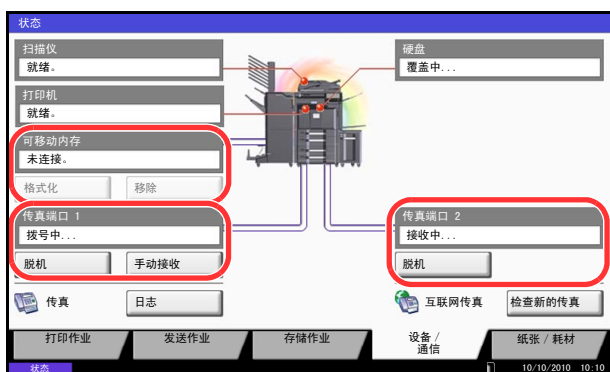 状态
扫描仪
就绪。
硬盘
覆盖中...
打印机
就绪。
可移动内存
未连接。
格式化 移除
传真端口 1
拨号中...
脱机 手动接收
传真端口 2
接收中...
脱机
传真 日志
互联网传真 检查新的传真
打印作业 发送作业 存储作业 设备 / 通信 纸张 / 耗材
状态 10/10/2010 10:10